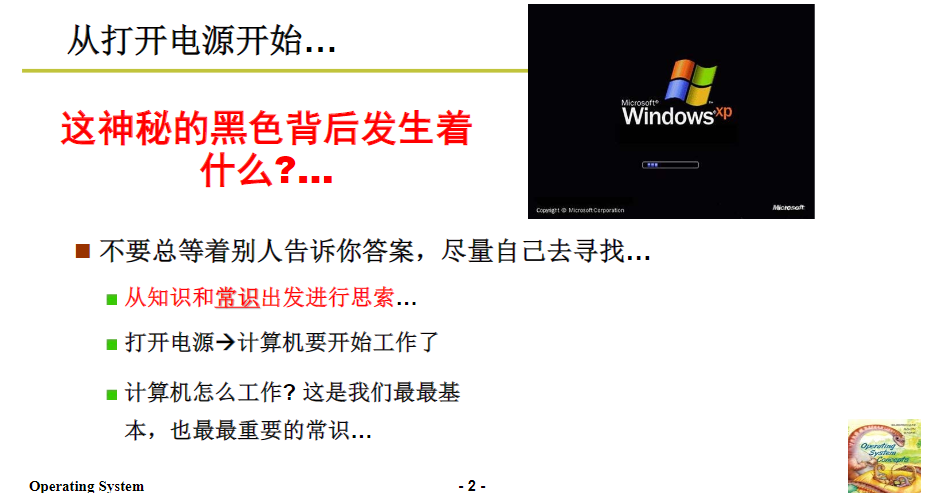 从打开电源开始…
Microsoft®
Windows xp
Copyright © Microsoft Corporation
Microsoft
这神秘的黑色背后发生着
什么?…
不要总等着别人告诉你答案，尽量自己去寻找…
从知识和常识出发进行思索…
打开电源→计算机要开始工作了
计算机怎么工作? 这是我们最最基
本，也最最重要的常识…
Operating
System
Concepts
Operating System
- 2 -